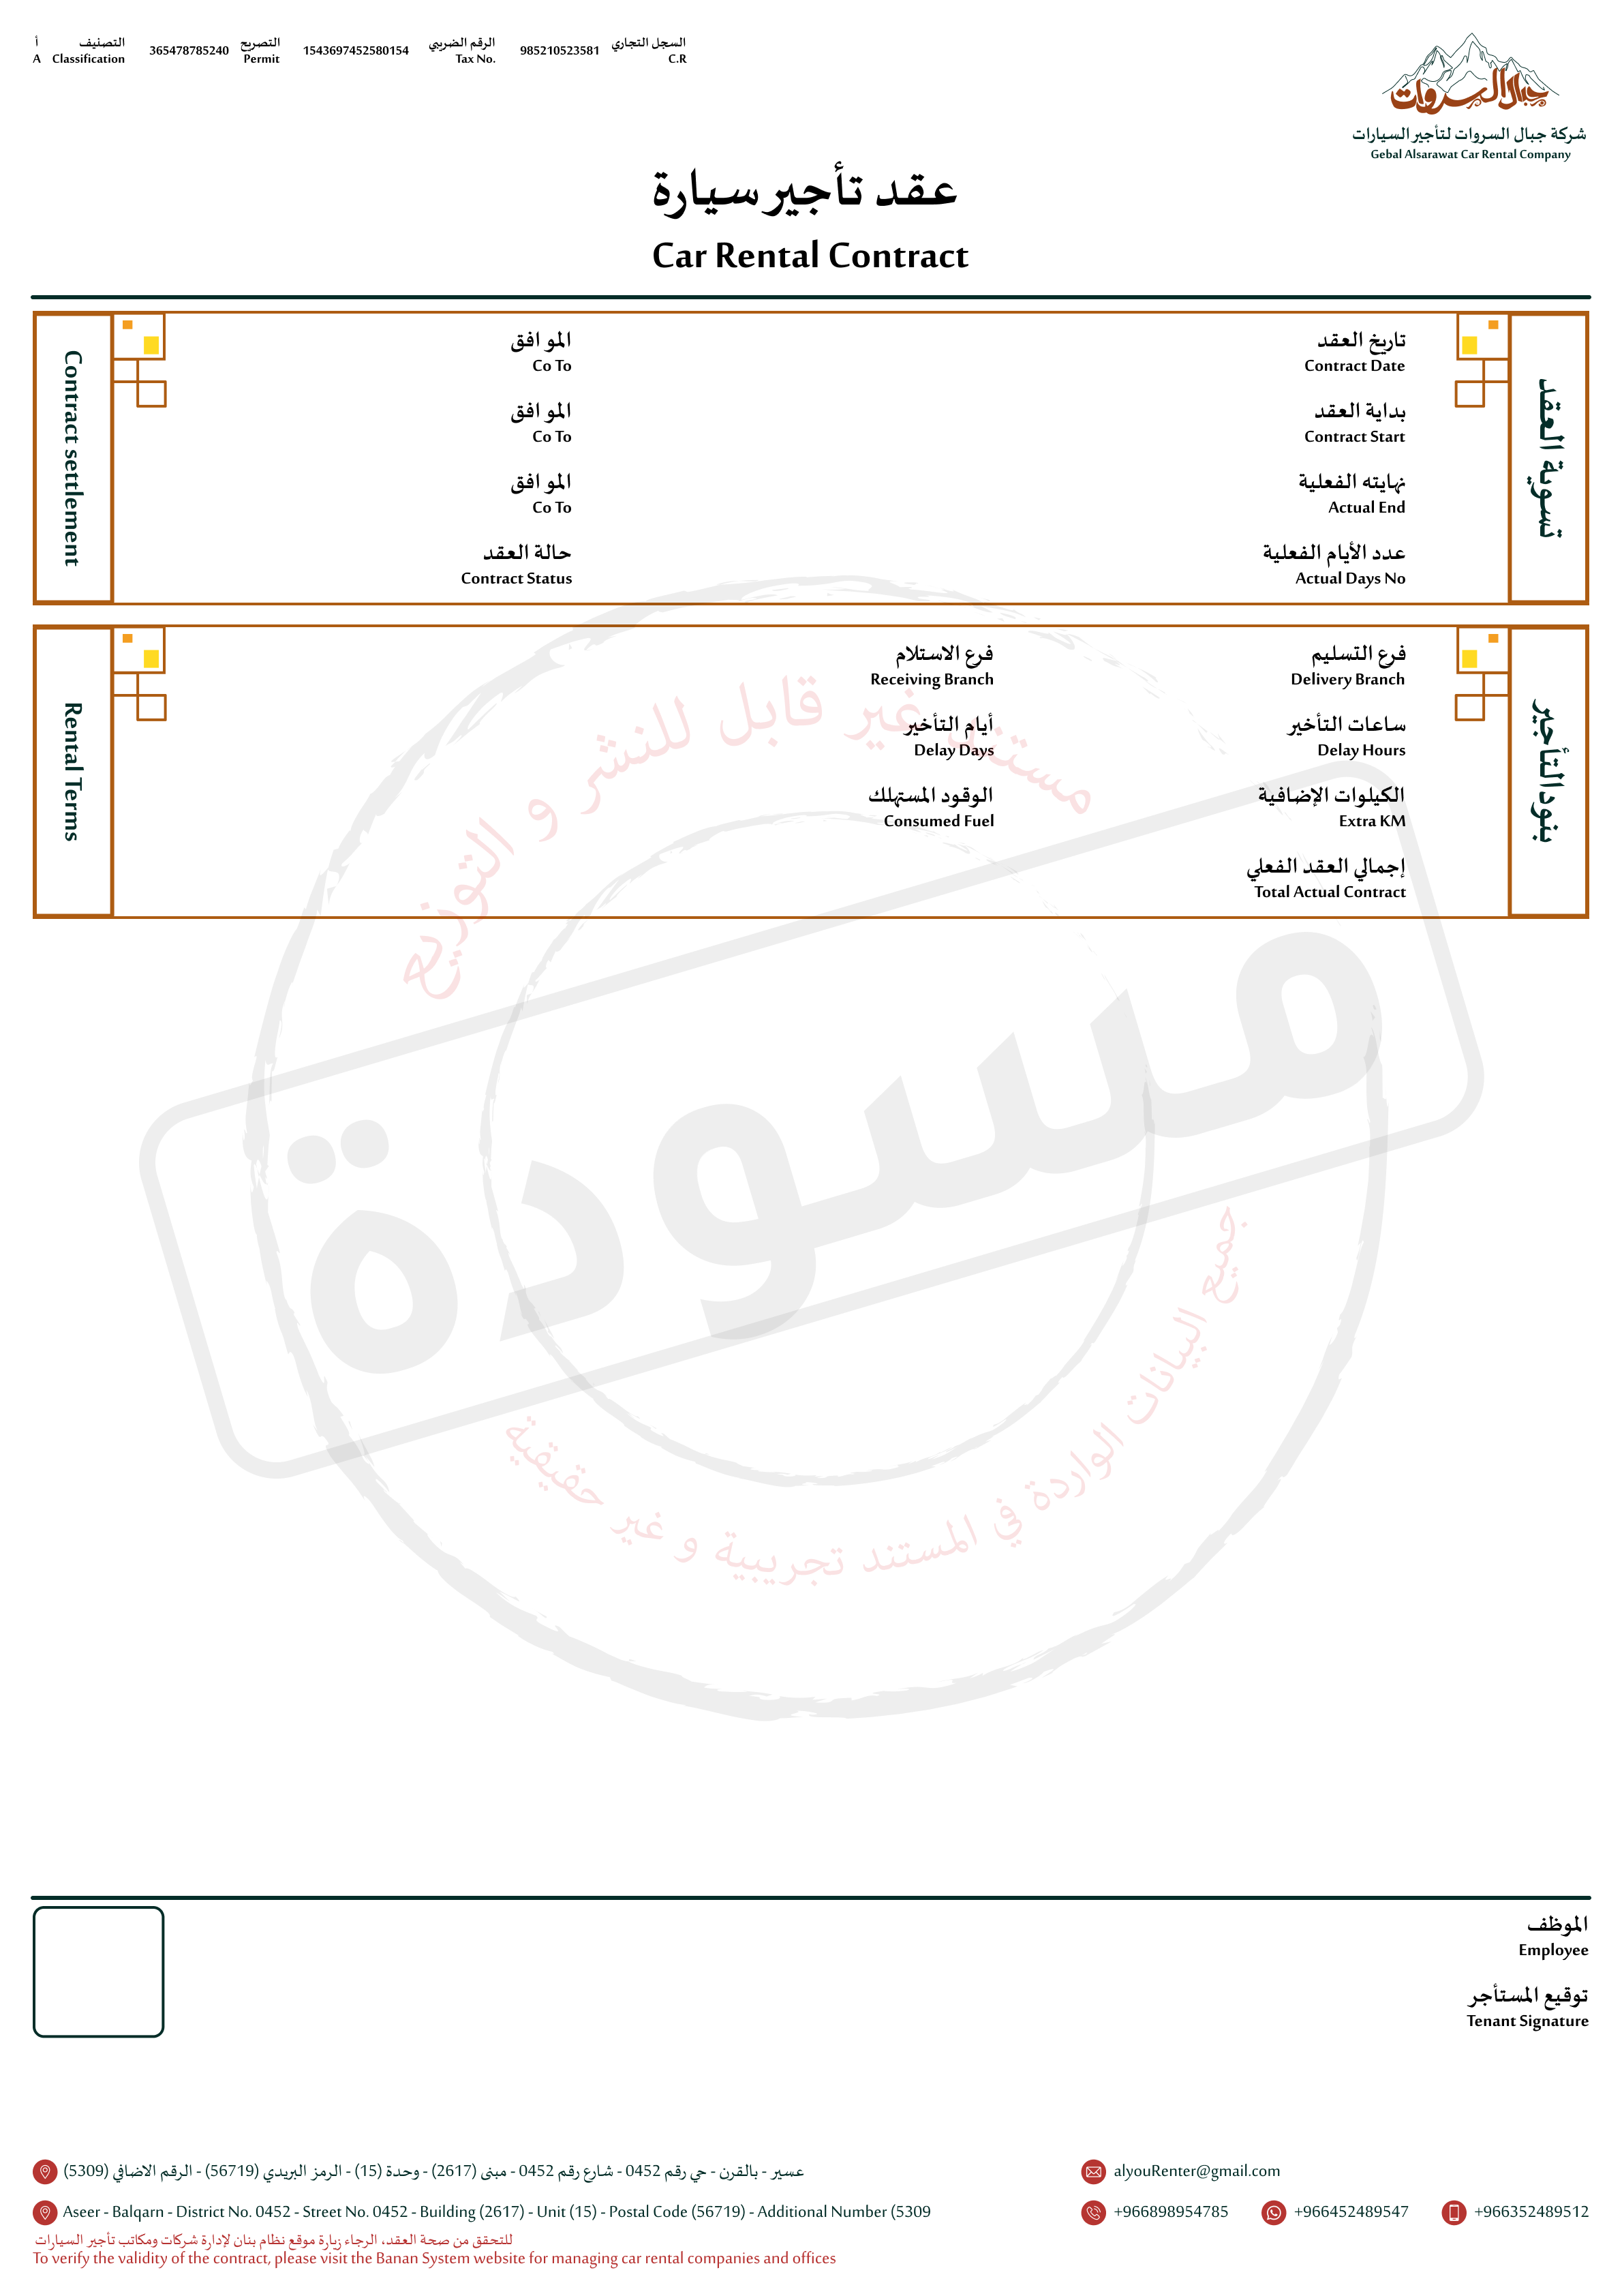 السجل التجاري 985210523581 الرقم الضريبي 1543697452580154 التصريح 365478785240 التصنيف أ
C.R Tax No. Permit Classification A
جبال السروات
شركة جبال السروات لتأجير السيارات
Gebal Alsarawat Car Rental Company
عقد تأجير سيارة
Car Rental Contract
تسوية العقد
Contract settlement
تاريخ العقد الموافق
Contract Date Co To
بداية العقد الموافق
Contract Start Co To
نهايته الفعلية الموافق
Actual End Co To
عدد الأيام الفعلية حالة العقد
Actual Days No Contract Status
بنود التأجير
Rental Terms
فرع التسليم فرع الاستلام
Delivery Branch Receiving Branch
ساعات التأخير أيام التأخير
Delay Hours Delay Days
الكيلوات الإضافية الوقود المستهلك
Extra KM Consumed Fuel
إجمالي العقد الفعلي
Total Actual Contract
مستند غير قابل للنشر و التوزيع
مسودة
جميع البيانات الواردة في المستند تجريبية و غير حقيقية
الموظف
Employee
توقيع المستأجر
Tenant Signature
عسير - بالقرن - حي رقم 0452 - شارع رقم 0452 - مبنى (2617) - وحدة (15) - الرمز البريدي (56719) - الرقم الاضافي (5309)
alyouRenter@gmail.com
Aseer - Balqarn - District No. 0452 - Street No. 0452 - Building (2617) - Unit (15) - Postal Code (56719) - Additional Number (5309
+966898954785 +966452489547 +966352489512
للتحقق من صحة العقد، الرجاء زيارة موقع نظام بنان لإدارة شركات ومكاتب تأجير السيارات
To verify the validity of the contract, please visit the Banan System website for managing car rental companies and offices